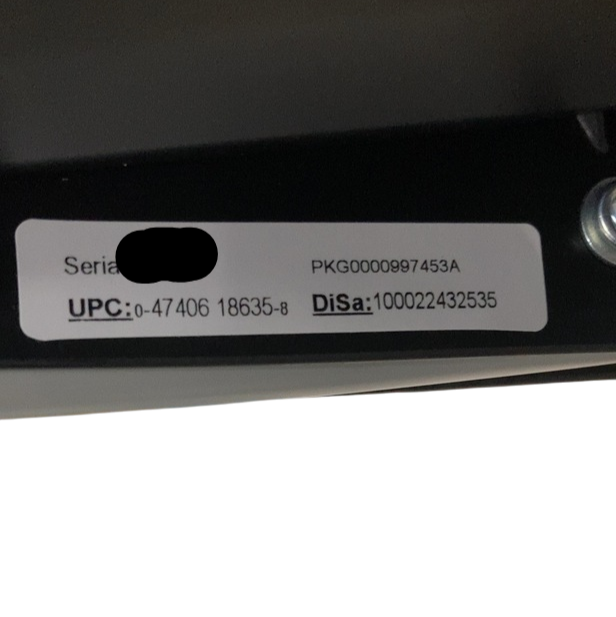 Seria PKG0000997453A
UPC:0-47406 18635-8 DiSa:100022432535